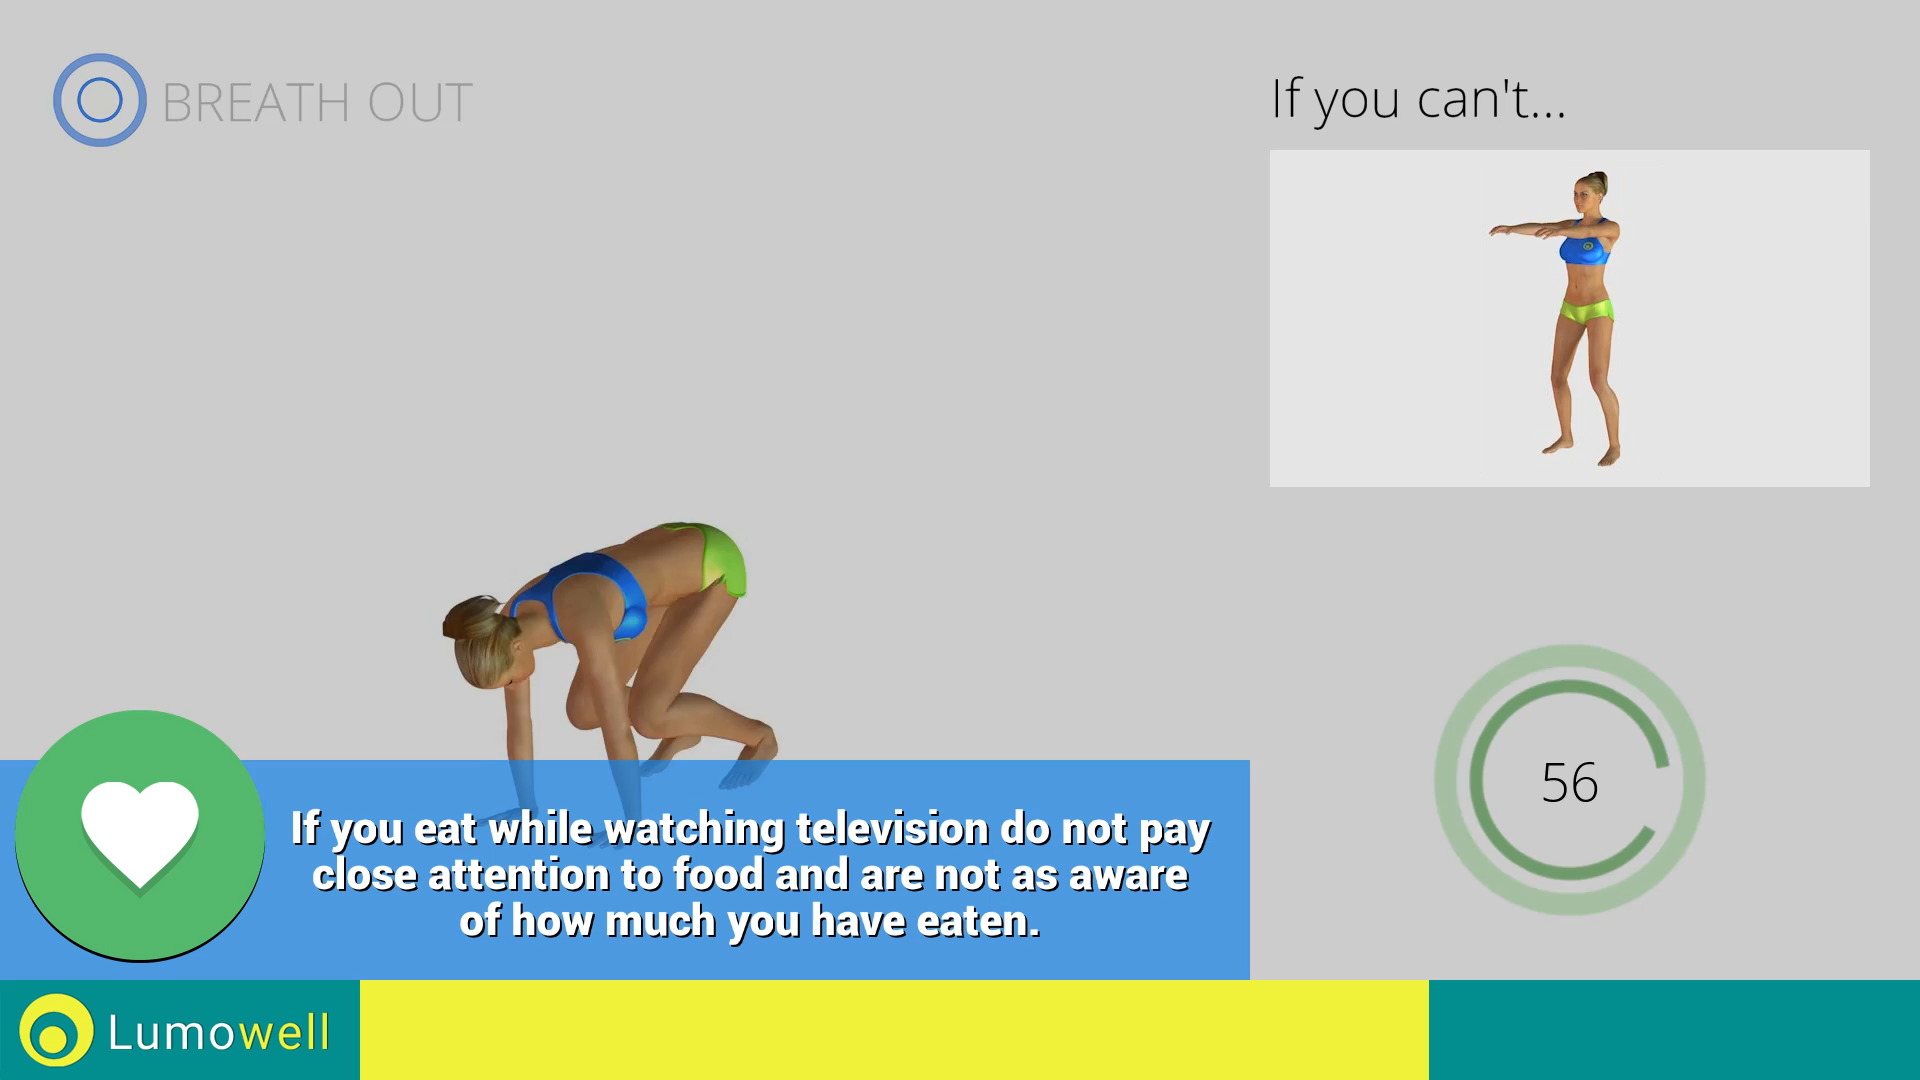 BREATH OUT
If you can't...
56
If you eat while watching television do not pay
close attention to food and are not as aware
of how much you have eaten.
Lumowell